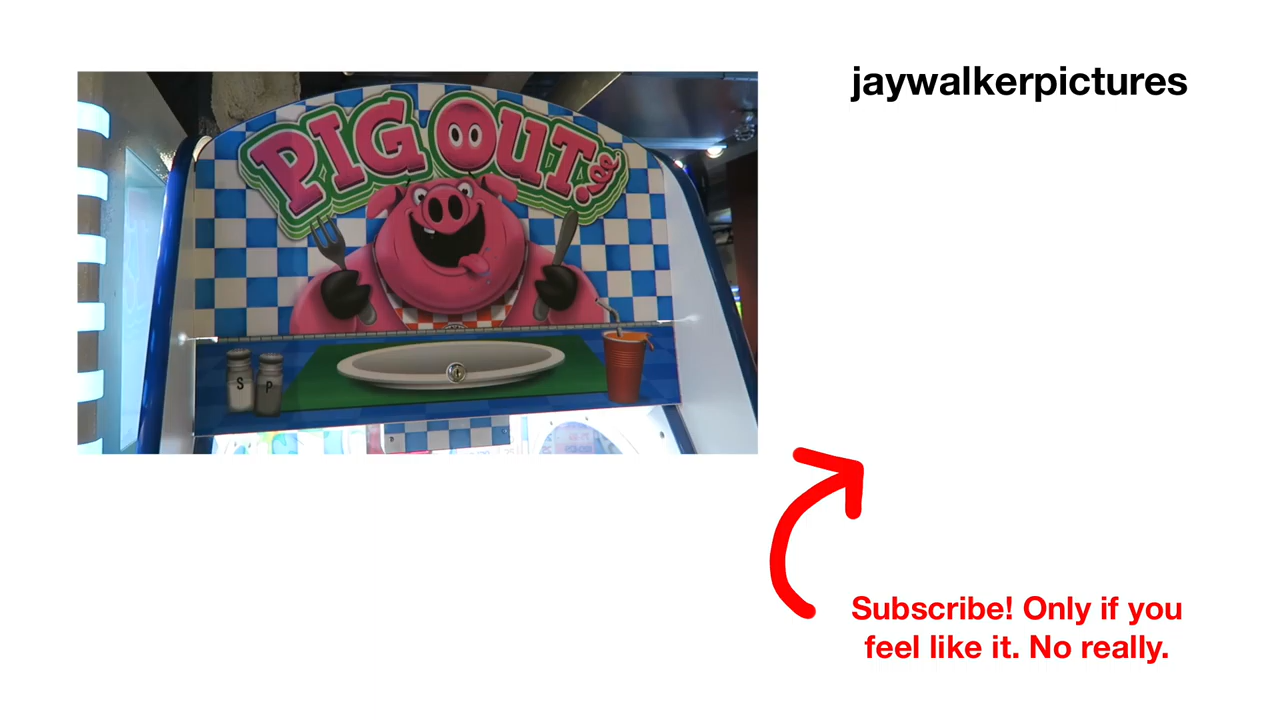 jaywalkerpictures
PIG OUT!
S P
Subscribe! Only if you
feel like it. No really.